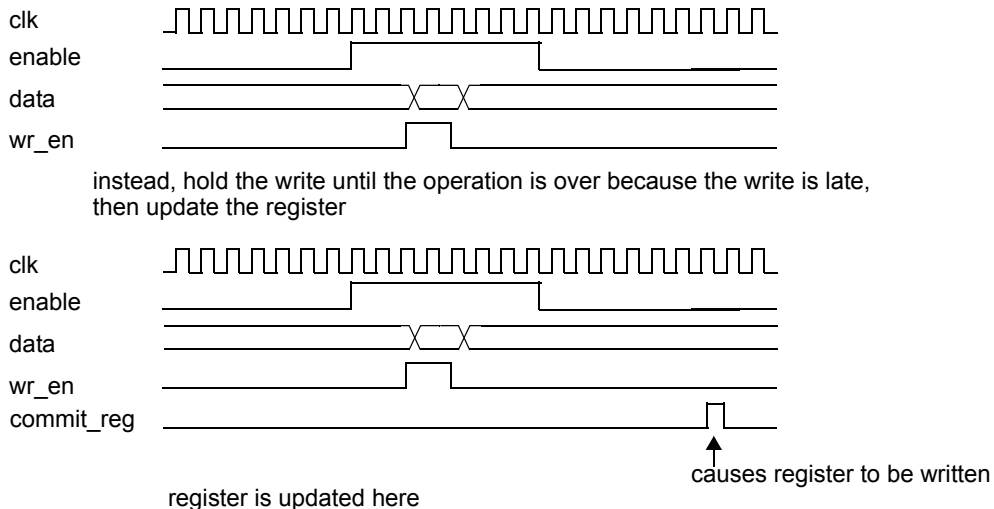 clk
enable
data
wr_en
instead, hold the write until the operation is over because the write is late,
then update the register
clk
enable
data
wr_en
commit_reg
causes register to be written
register is updated here